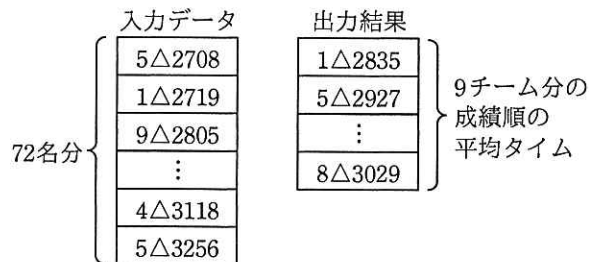 入力データ
出力結果
5△2708
1△2719
9△2805
⋮
4△3118
5△3256
72名分
1△2835
5△2927
⋮
8△3029
9チーム分の
成績順の
平均タイム